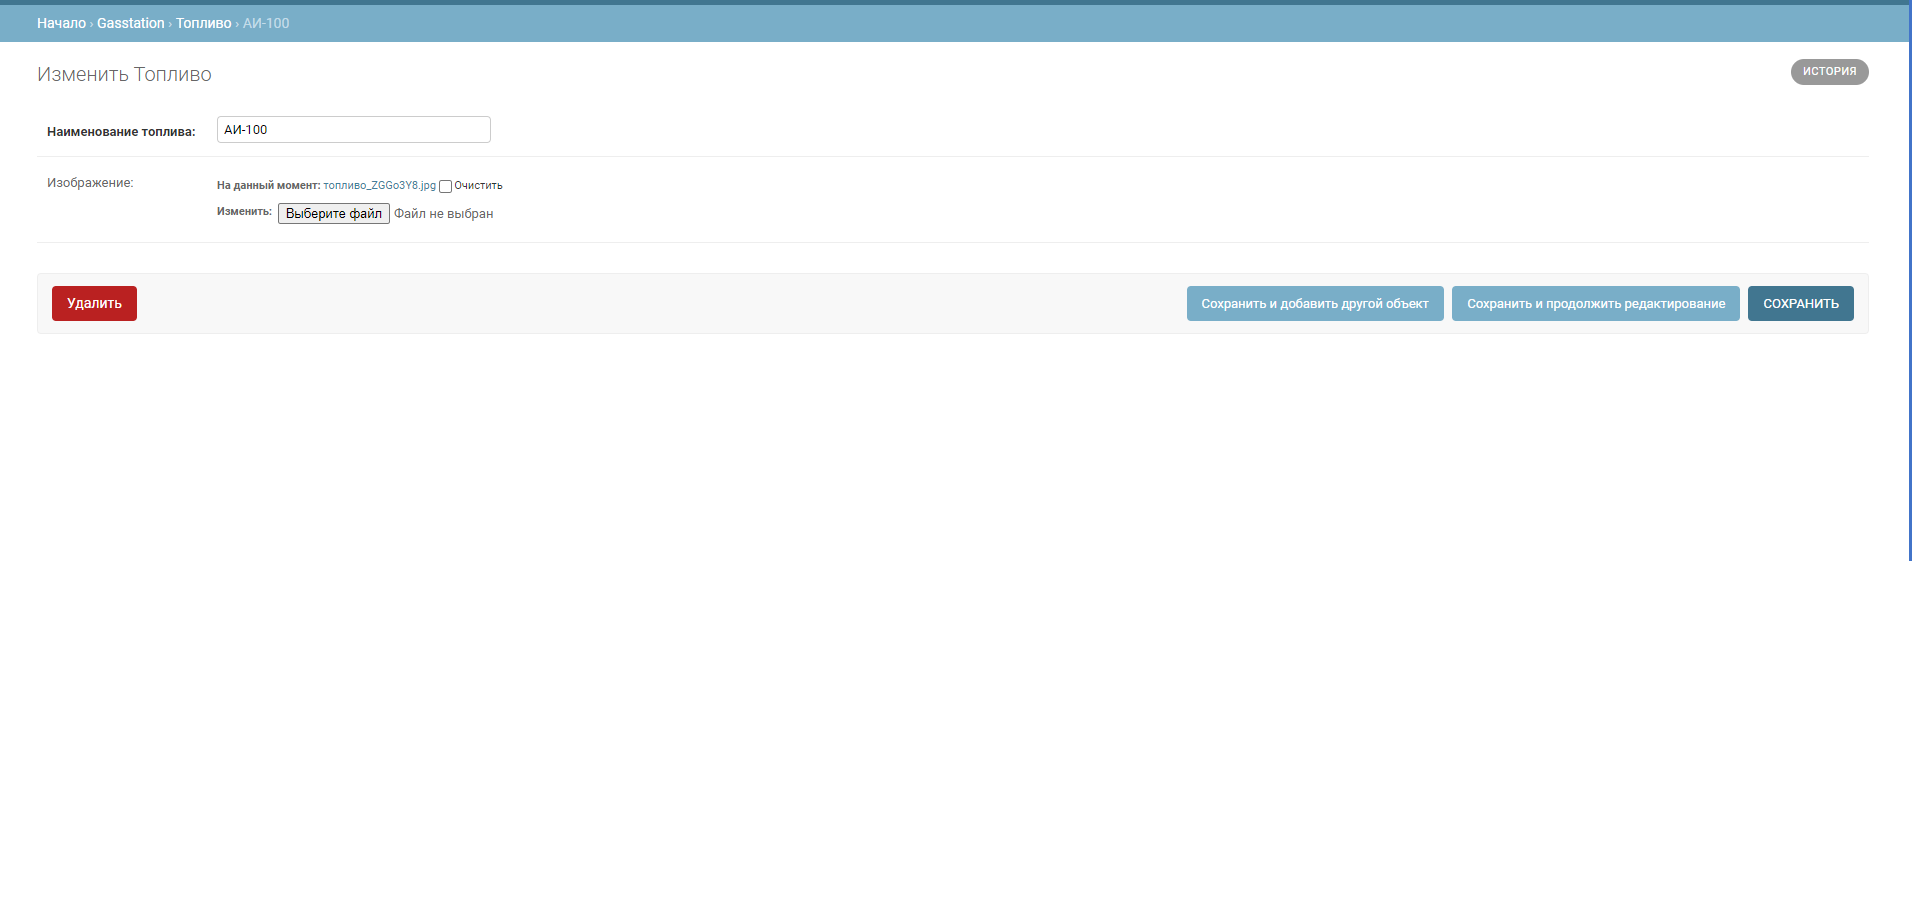 Начало › Gasstation › Топливо › АИ-100
Изменить Топливо
ИСТОРИЯ
Наименование топлива: АИ-100
Изображение: На данный момент: топливо_ZGGo3Y8.jpg Очистить
Изменить: Выберите файл Файл не выбран
Удалить Сохранить и добавить другой объект Сохранить и продолжить редактирование СОХРАНИТЬ